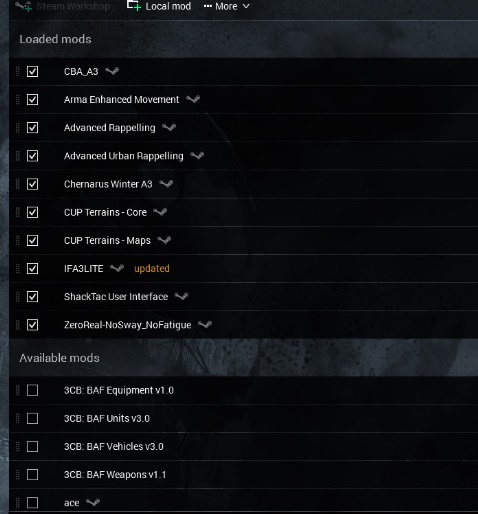 Steam Workshop Local mod ••• More
Loaded mods
CBA_A3
Arma Enhanced Movement
Advanced Rappelling
Advanced Urban Rappelling
Chernarus Winter A3
CUP Terrains - Core
CUP Terrains - Maps
IFA3LITE updated
ShackTac User Interface
ZeroReal-NoSway_NoFatigue
Available mods
3CB: BAF Equipment v1.0
3CB: BAF Units v3.0
3CB: BAF Vehicles v3.0
3CB: BAF Weapons v1.1
ace